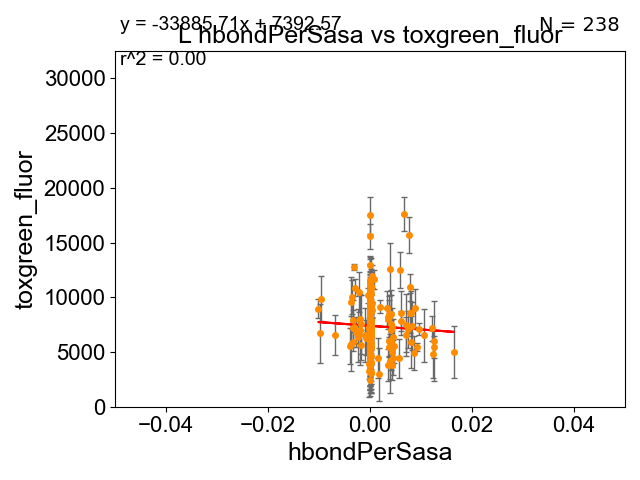 y = -33885.71x + 7392.57
N = 238
L hbondPerSasa vs toxgreen_fluor
r^2 = 0.00
30000
25000
20000
15000
10000
5000
0
toxgreen_fluor
−0.04
−0.02
0.00
0.02
0.04
hbondPerSasa